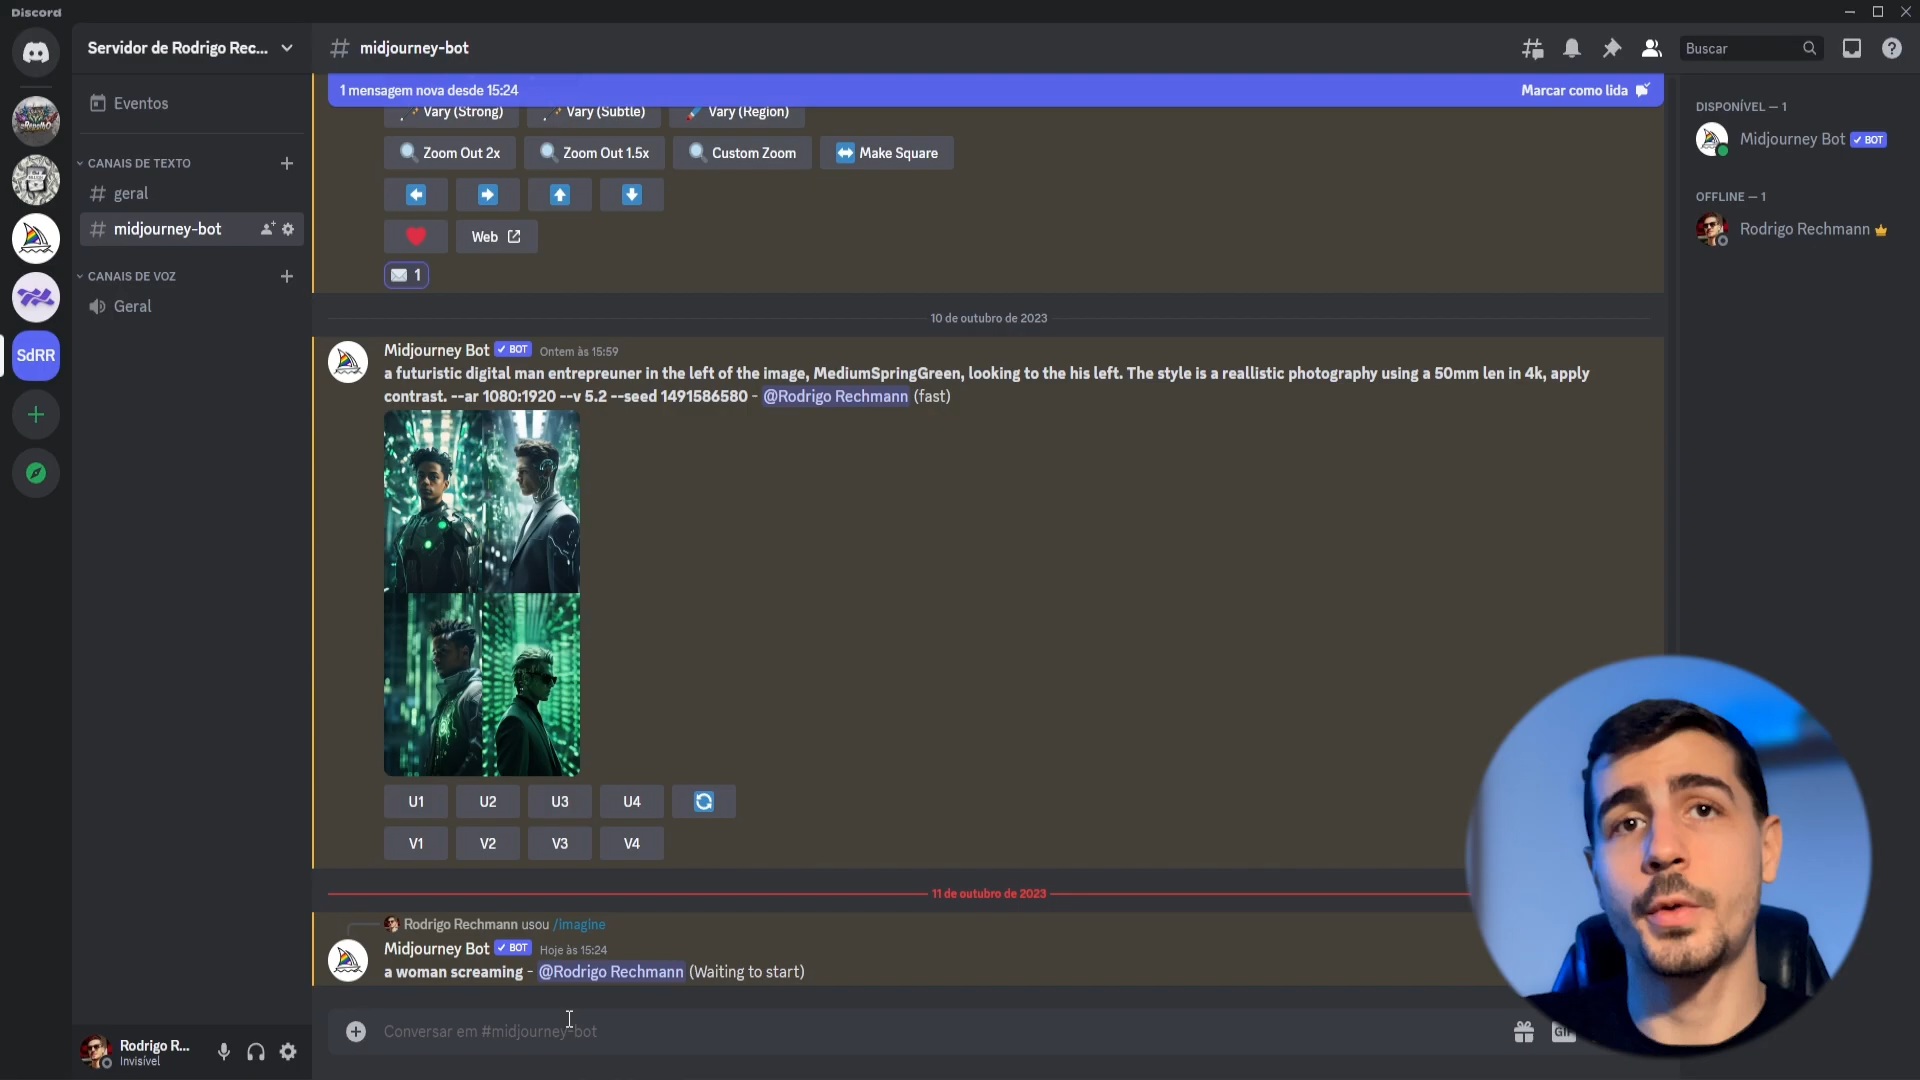 Discord
Servidor de Rodrigo Rec...
midjourney-bot
Buscar
1 mensagem nova desde 15:24
Marcar como lida
Eventos
CANAIS DE TEXTO
geral
midjourney-bot
CANAIS DE VOZ
Geral
SdRR
Vary (Strong)
Vary (Subtle)
Vary (Region)
Zoom Out 2x
Zoom Out 1.5x
Custom Zoom
Make Square
Web
1
10 de outubro de 2023
Midjourney Bot BOT Ontem às 15:59
a futuristic digital man entrepreuner in the left of the image, MediumSpringGreen, looking to the his left. The style is a reallistic photography using a 50mm len in 4k, apply
contrast. --ar 1080:1920 --v 5.2 --seed 1491586580 - @Rodrigo Rechmann (fast)
U1
U2
U3
U4
V1
V2
V3
V4
11 de outubro de 2023
Rodrigo Rechmann usou /imagine
Midjourney Bot BOT Hoje às 15:24
a woman screaming - @Rodrigo Rechmann (Waiting to start)
Conversar em #midjourney-bot
Rodrigo R...
Invisível
DISPONÍVEL — 1
Midjourney Bot BOT
OFFLINE — 1
Rodrigo Rechmann